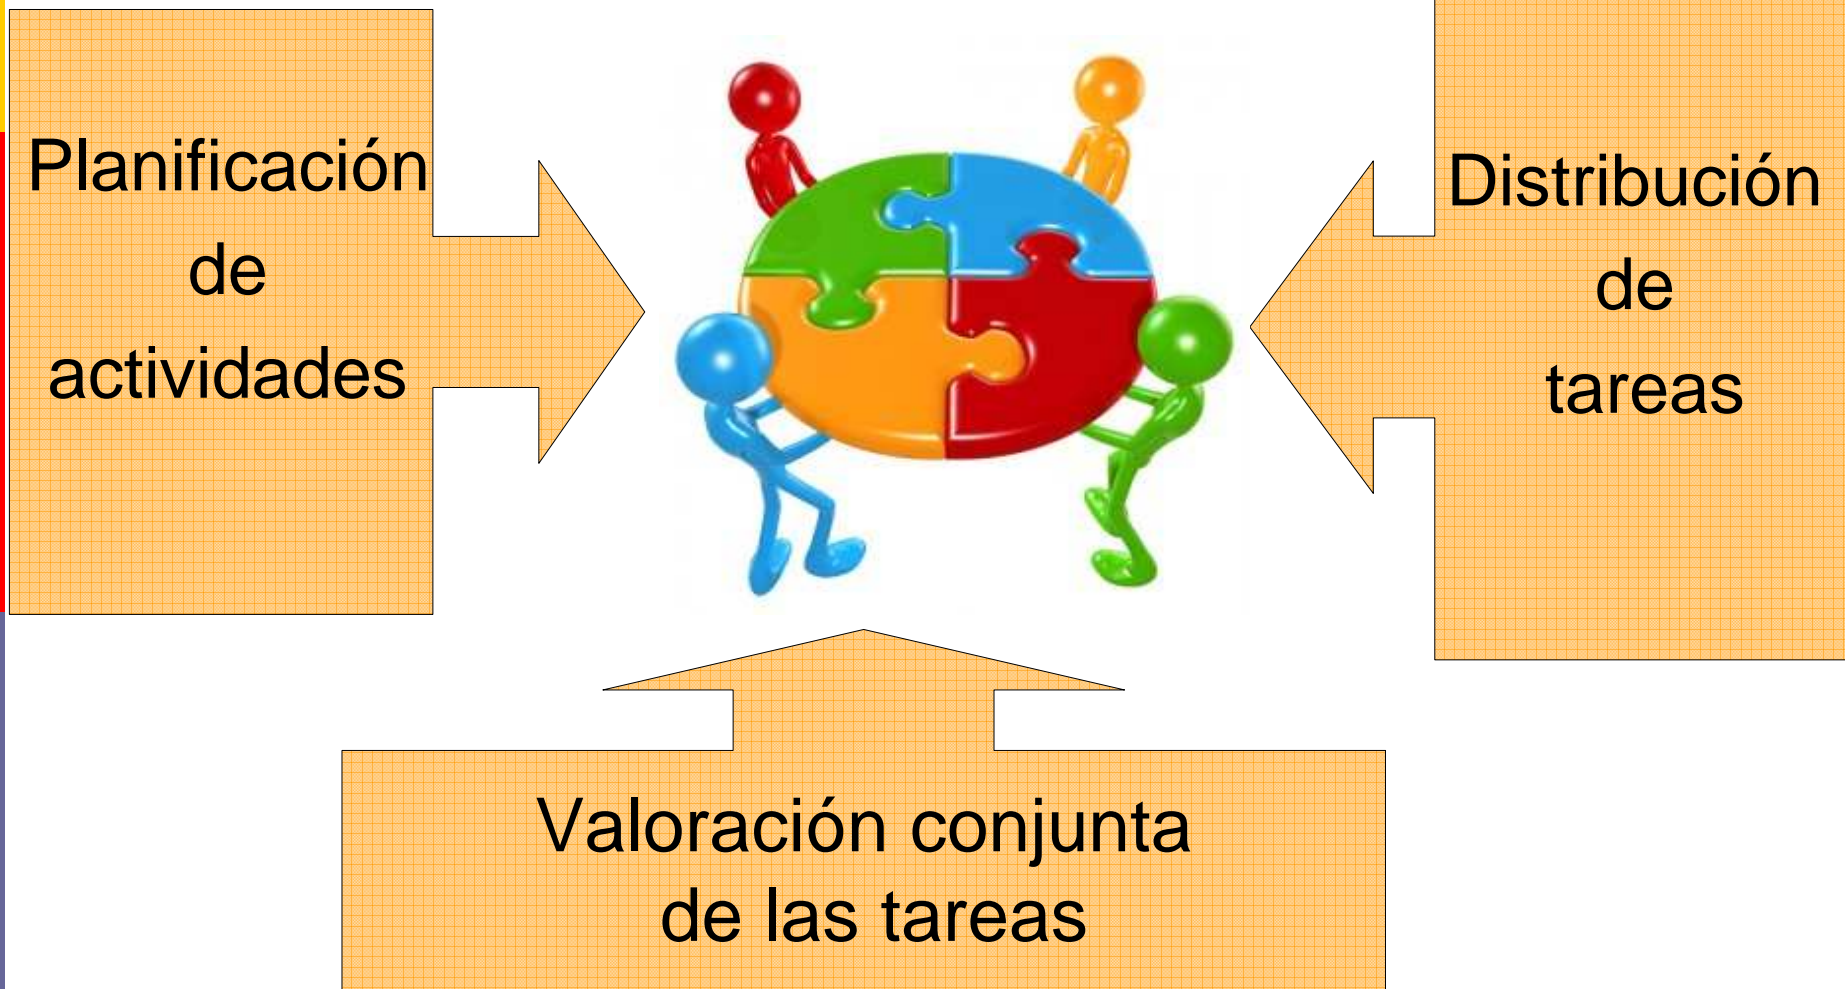 Planificación
de
actividades
Distribución
de
tareas
Valoración conjunta
de las tareas